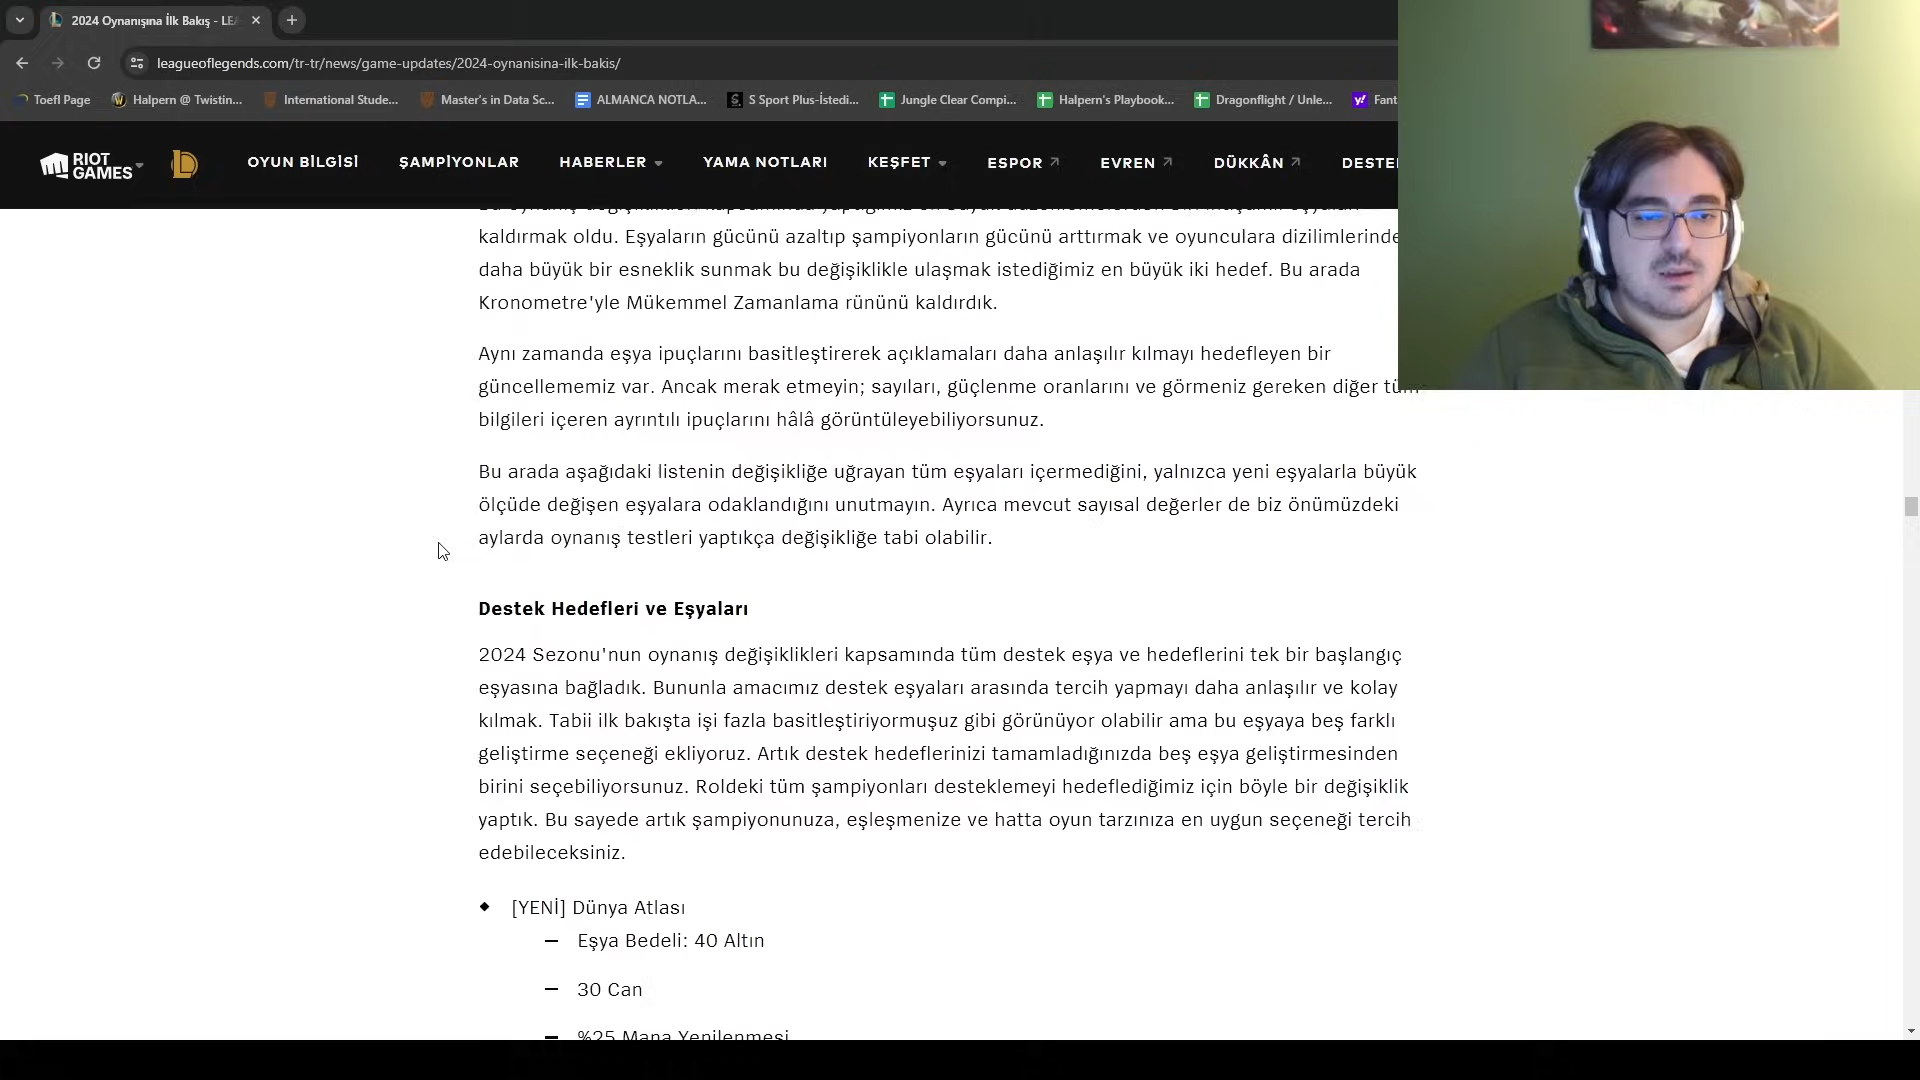 2024 Oynanışına İlk Bakış - LEA
leagueoflegends.com/tr-tr/news/game-updates/2024-oynanisina-ilk-bakis/
Toefl Page
Halpern @ Twistin...
International Stude...
Master's in Data Sc...
ALMANCA NOTLA...
S Sport Plus-İstedi...
Jungle Clear Compi...
Halpern's Playbook...
Dragonflight / Unle...
Fant
RIOT GAMES
OYUN BİLGİSİ
ŞAMPİYONLAR
HABERLER
YAMA NOTLARI
KEŞFET
ESPOR
EVREN
DÜKKÂN
DESTE
kaldırmak oldu. Eşyaların gücünü azaltıp şampiyonların gücünü arttırmak ve oyunculara dizilimlerinde
daha büyük bir esneklik sunmak bu değişiklikle ulaşmak istediğimiz en büyük iki hedef. Bu arada
Kronometre'yle Mükemmel Zamanlama rününü kaldırdık.
Aynı zamanda eşya ipuçlarını basitleştirerek açıklamaları daha anlaşılır kılmayı hedefleyen bir
güncellememiz var. Ancak merak etmeyin; sayıları, güçlenme oranlarını ve görmeniz gereken diğer tüm
bilgileri içeren ayrıntılı ipuçlarını hâlâ görüntüleyebiliyorsunuz.
Bu arada aşağıdaki listenin değişikliğe uğrayan tüm eşyaları içermediğini, yalnızca yeni eşyalarla büyük
ölçüde değişen eşyalara odaklandığını unutmayın. Ayrıca mevcut sayısal değerler de biz önümüzdeki
aylarda oynanış testleri yaptıkça değişikliğe tabi olabilir.
Destek Hedefleri ve Eşyaları
2024 Sezonu'nun oynanış değişiklikleri kapsamında tüm destek eşya ve hedeflerini tek bir başlangıç
eşyasına bağladık. Bununla amacımız destek eşyaları arasında tercih yapmayı daha anlaşılır ve kolay
kılmak. Tabii ilk bakışta işi fazla basitleştiriyormuşuz gibi görünüyor olabilir ama bu eşyaya beş farklı
geliştirme seçeneği ekliyoruz. Artık destek hedeflerinizi tamamladığınızda beş eşya geliştirmesinden
birini seçebiliyorsunuz. Roldeki tüm şampiyonları desteklemeyi hedeflediğimiz için böyle bir değişiklik
yaptık. Bu sayede artık şampiyonunuza, eşleşmenize ve hatta oyun tarzınıza en uygun seçeneği tercih
edebileceksiniz.
[YENİ] Dünya Atlası
Eşya Bedeli: 40 Altın
30 Can
%25 Mana Yenilenmesi